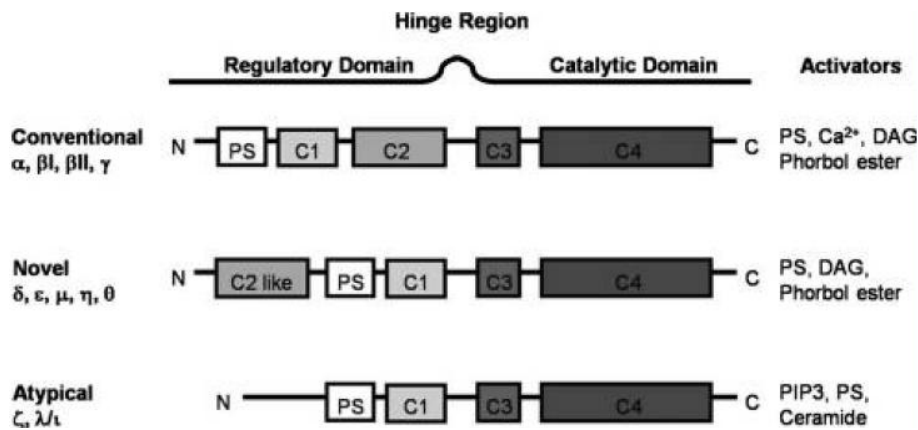 Hinge Region
Regulatory Domain Catalytic Domain Activators
Conventional
α, βI, βII, γ
N PS C1 C2 C3 C4 C
PS, Ca²⁺, DAG
Phorbol ester
Novel
δ, ε, μ, η, θ
N C2 like PS C1 C3 C4 C
PS, DAG,
Phorbol ester
Atypical
ζ, λ/ι
N PS C1 C3 C4 C
PIP3, PS,
Ceramide